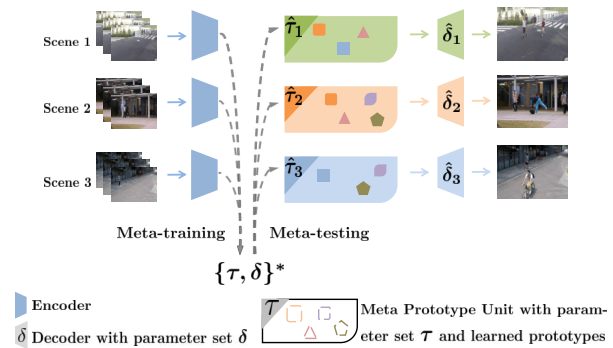 Scene 1
τ̂₁
δ̂₁
Scene 2
τ̂₂
δ̂₂
Scene 3
τ̂₃
δ̂₃
Meta-training
Meta-testing
{τ, δ}*
Encoder
δ Decoder with parameter set δ
τ
Meta Prototype Unit with param-
eter set τ and learned prototypes